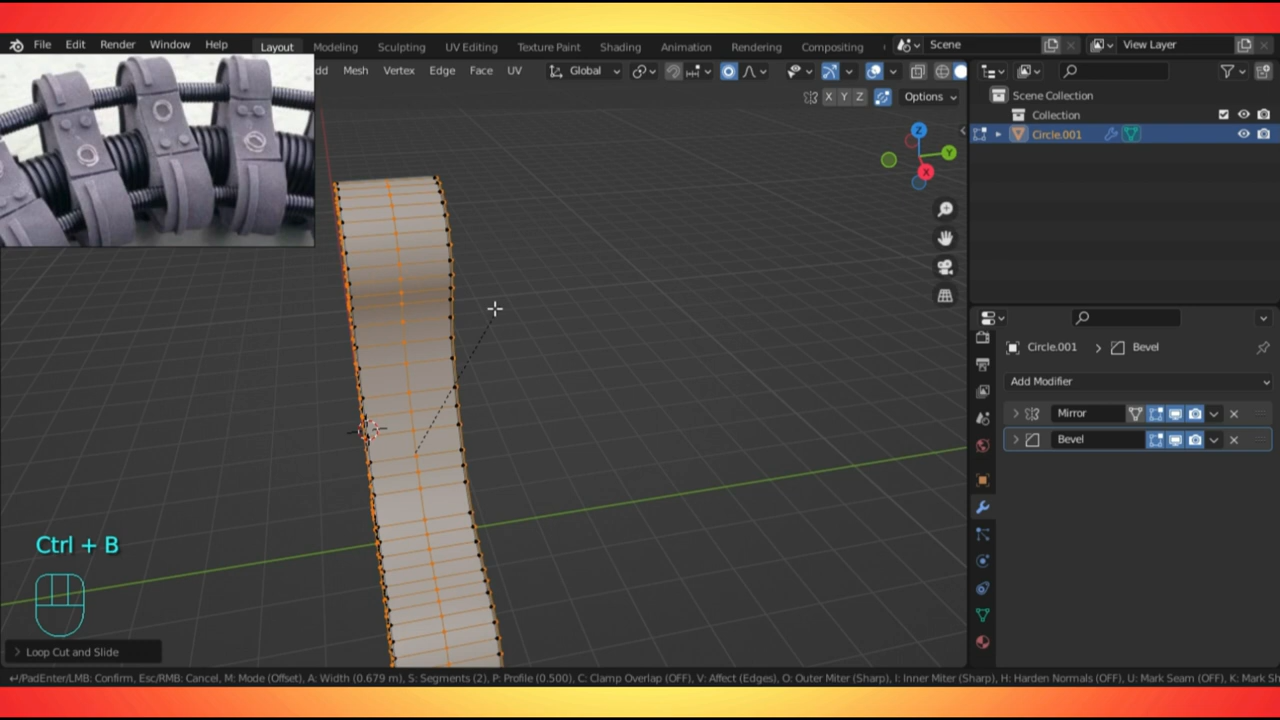 File Edit Render Window Help Layout Modeling Sculpting UV Editing Texture Paint Shading Animation Rendering Compositing Scene View Layer
dd Mesh Vertex Edge Face UV Global
X Y Z Options
Scene Collection
Collection
Circle.001
Z
Y
X
Circle.001 > Bevel
Add Modifier
Mirror
Bevel
Ctrl + B
> Loop Cut and Slide
↵/PadEnter/LMB: Confirm, Esc/RMB: Cancel, M: Mode (Offset), A: Width (0.679 m), S: Segments (2), P: Profile (0.500), C: Clamp Overlap (OFF), V: Affect (Edges), O: Outer Miter (Sharp), I: Inner Miter (Sharp), H: Harden Normals (OFF), U: Mark Seam (OFF), K: Mark Sh